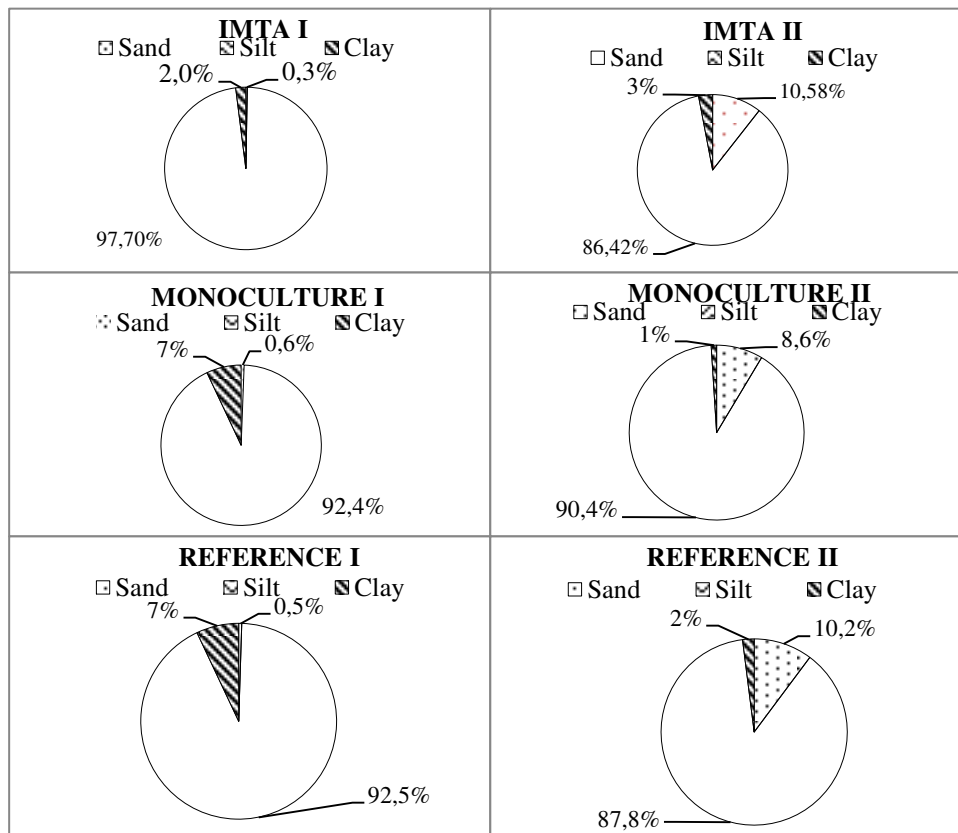 IMTA I
Sand Silt Clay
2,0% 0,3%
97,70%
IMTA II
Sand Silt Clay
3% 10,58%
86,42%
MONOCULTURE I
Sand Silt Clay
7% 0,6%
92,4%
MONOCULTURE II
Sand Silt Clay
1% 8,6%
90,4%
REFERENCE I
Sand Silt Clay
7% 0,5%
92,5%
REFERENCE II
Sand Silt Clay
2% 10,2%
87,8%